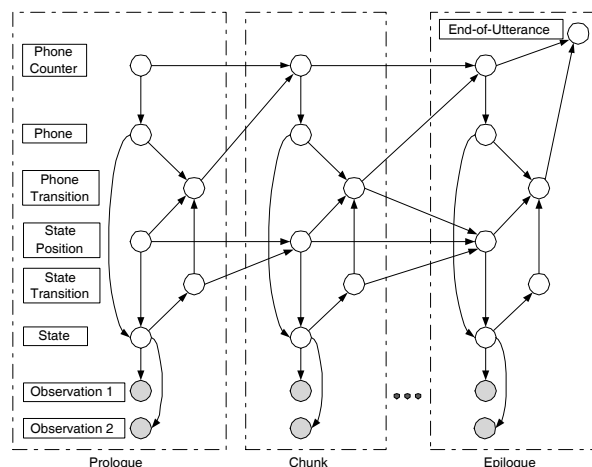 End-of-Utterance
Phone
Counter
Phone
Phone
Transition
State
Position
State
Transition
State
Observation 1
Observation 2
Prologue
Chunk
Epilogue